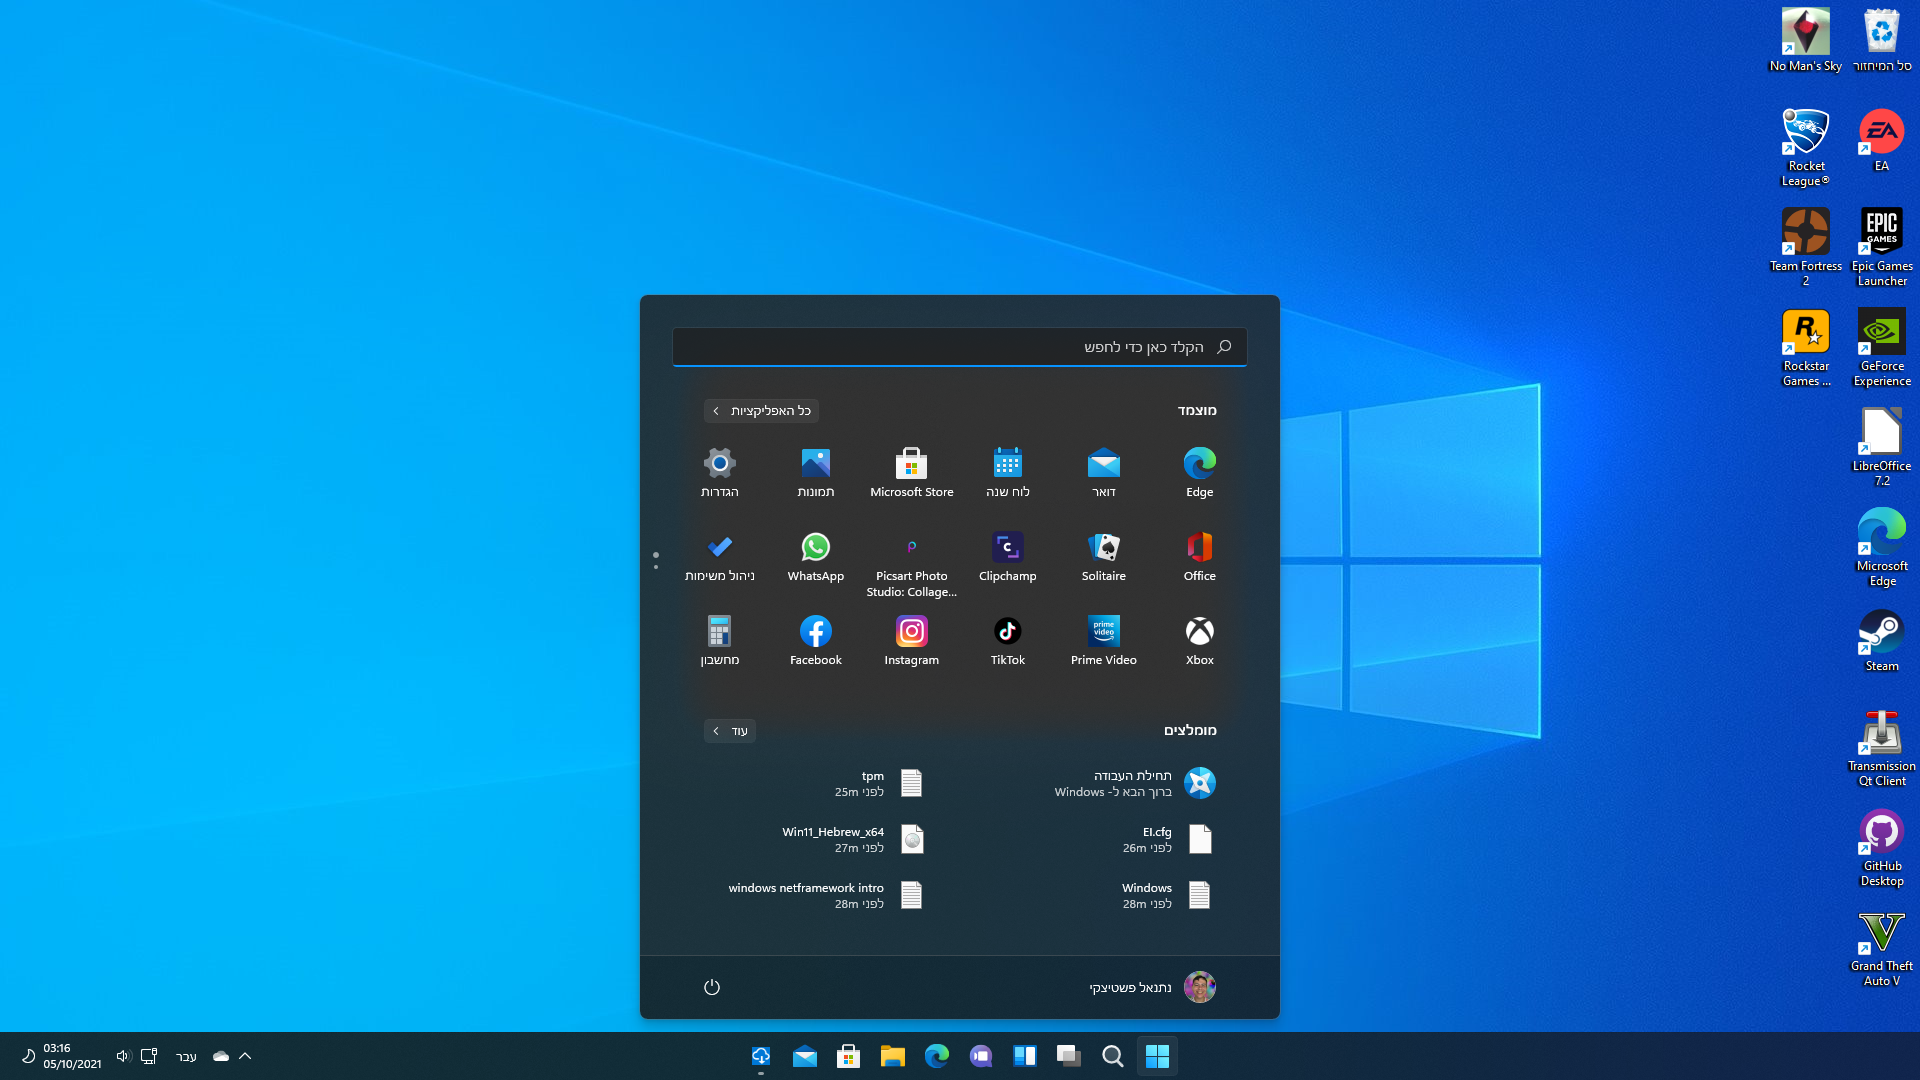 סל המיחזור
No Man's Sky
EA
Rocket
League®
EPIC
GAMES
Epic Games
Launcher
Team Fortress
2
GeForce
Experience
R
Rockstar
Games ...
LibreOffice
7.2
Microsoft
Edge
Steam
Transmission
Qt Client
GitHub
Desktop
V
Grand Theft
Auto V
הקלד כאן כדי לחפש
מוצמד
כל האפליקציות
Edge
דואר
לוח שנה
Microsoft Store
תמונות
הגדרות
Office
Solitaire
Clipchamp
Picsart Photo
Studio: Collage...
WhatsApp
ניהול משימות
prime
video
Xbox
Prime Video
TikTok
Instagram
Facebook
מחשבון
מומלצים
עוד
תחילת העבודה
ברוך הבא ל- Windows
tpm
לפני 25m
EI.cfg
לפני 26m
Win11_Hebrew_x64
לפני 27m
Windows
לפני 28m
windows netframework intro
לפני 28m
נתנאל פשטיצקי
עבר
03:16
05/10/2021